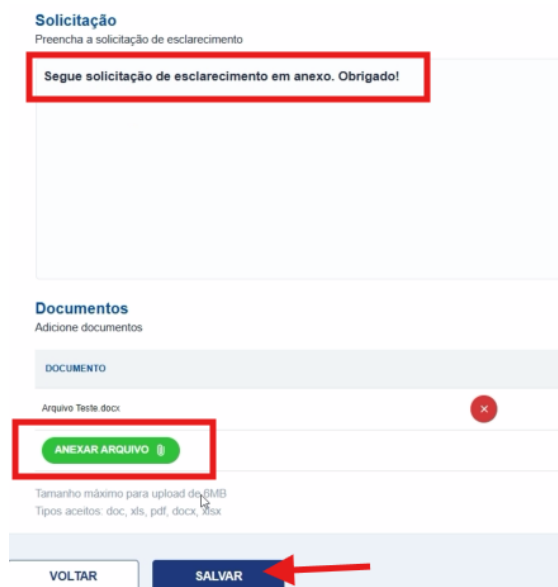 Solicitação
Preencha a solicitação de esclarecimento
Segue solicitação de esclarecimento em anexo. Obrigado!
Documentos
Adicione documentos
DOCUMENTO
Arquivo Teste.docx
ANEXAR ARQUIVO
Tamanho máximo para upload de 6MB
Tipos aceitos: doc, xls, pdf, docx, xlsx
VOLTAR SALVAR